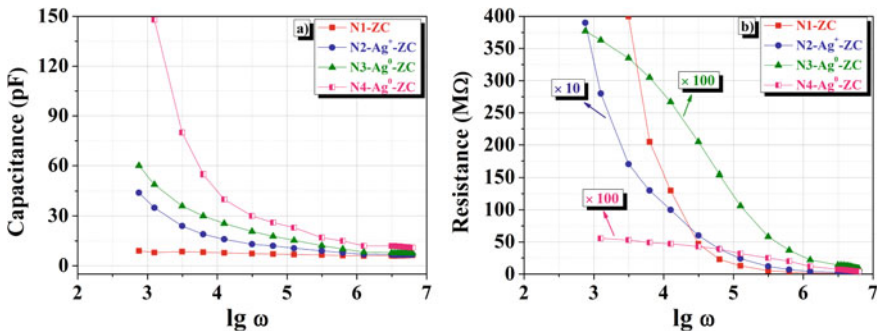 a)
N1-ZC
N2-Ag⁺-ZC
N3-Ag⁰-ZC
N4-Ag⁰-ZC
Capacitance (pF)
150
120
90
60
30
0
2
3
4
5
6
7
lg ω
b)
N1-ZC
N2-Ag⁺-ZC
N3-Ag⁰-ZC
N4-Ag⁰-ZC
× 100
× 10
× 100
Resistance (MΩ)
400
350
300
250
200
150
100
50
0
2
3
4
5
6
7
lg ω